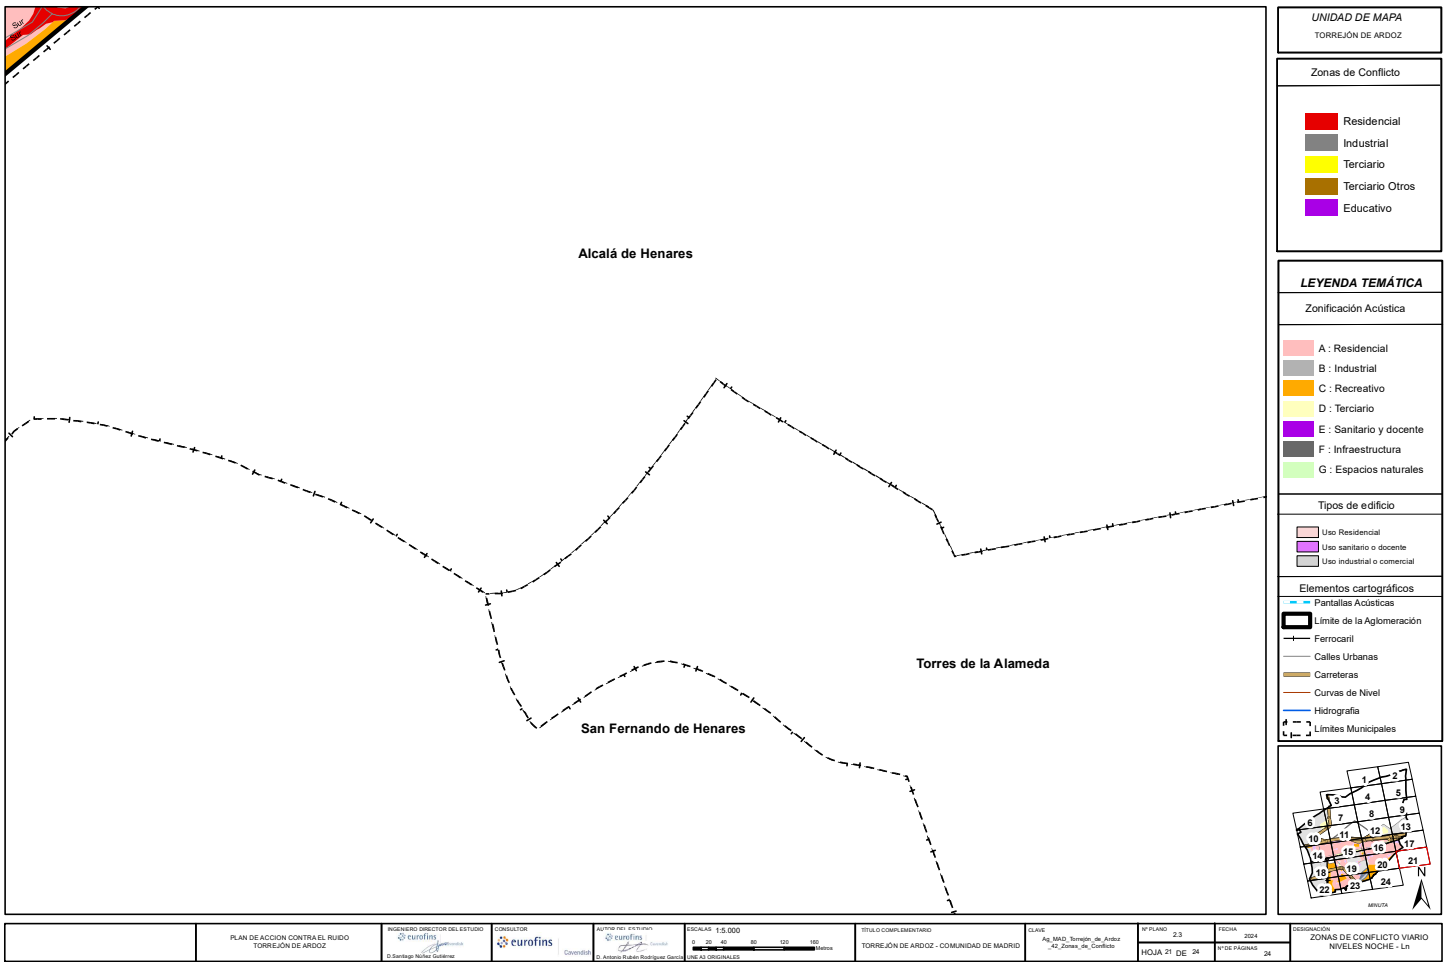 Sur
Sur
Alcalá de Henares
Torres de la Alameda
San Fernando de Henares
UNIDAD DE MAPA
TORREJÓN DE ARDOZ
Zonas de Conflicto
Residencial
Industrial
Terciario
Terciario Otros
Educativo
LEYENDA TEMÁTICA
Zonificación Acústica
A : Residencial
B : Industrial
C : Recreativo
D : Terciario
E : Sanitario y docente
F : Infraestructura
G : Espacios naturales
Tipos de edificio
Uso Residencial
Uso sanitario o docente
Uso industrial o comercial
Elementos cartográficos
Pantallas Acústicas
Límite de la Aglomeración
Ferrocaril
Calles Urbanas
Carreteras
Curvas de Nivel
Hidrografia
Límites Municipales
1 2
3 4 5
6 7 8 9
10 11 12 13
14 15 16 17
18 19 20 21
22 23 24
N
MINUTA
PLAN DE ACCION CONTRA EL RUIDO
TORREJÓN DE ARDOZ
INGENIERO DIRECTOR DEL ESTUDIO
eurofins
D.Santiago Núñez Gutiérrez
CONSULTOR
eurofins
Cavendish
AUTOR DEL ESTUDIO
eurofins
D. Antonio Rubén Rodríguez García
ESCALAS 1:5.000
0 20 40 80 120 160
Metros
UNE A3 ORIGINALES
TÍTULO COMPLEMENTARIO
TORREJÓN DE ARDOZ - COMUNIDAD DE MADRID
CLAVE
Ag_MAD_Torrejón_de_Ardoz
_42_Zonas_de_Conflicto
Nº PLANO 2.3
HOJA 21 DE 24
FECHA 2024
Nº DE PÁGINAS 24
DESIGNACIÓN
ZONAS DE CONFLICTO VIARIO
NIVELES NOCHE - Ln